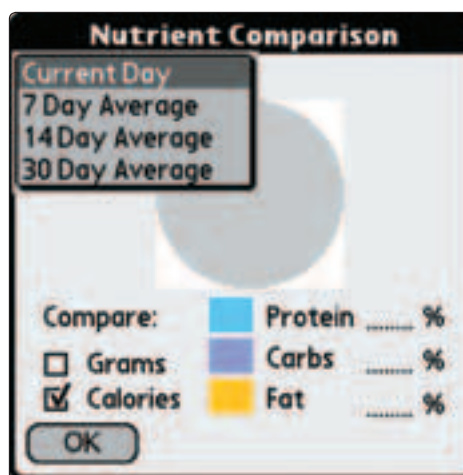 Nutrient Comparison
Current Day
7 Day Average
14 Day Average
30 Day Average
Compare:
Protein ....... %
Grams
Carbs ....... %
Calories
Fat ....... %
OK